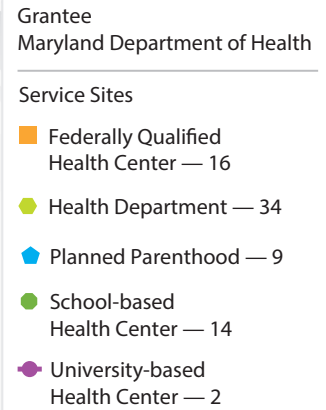 Grantee
Maryland Department of Health
Service Sites
Federally Qualified
Health Center — 16
Health Department — 34
Planned Parenthood — 9
School-based
Health Center — 14
University-based
Health Center — 2